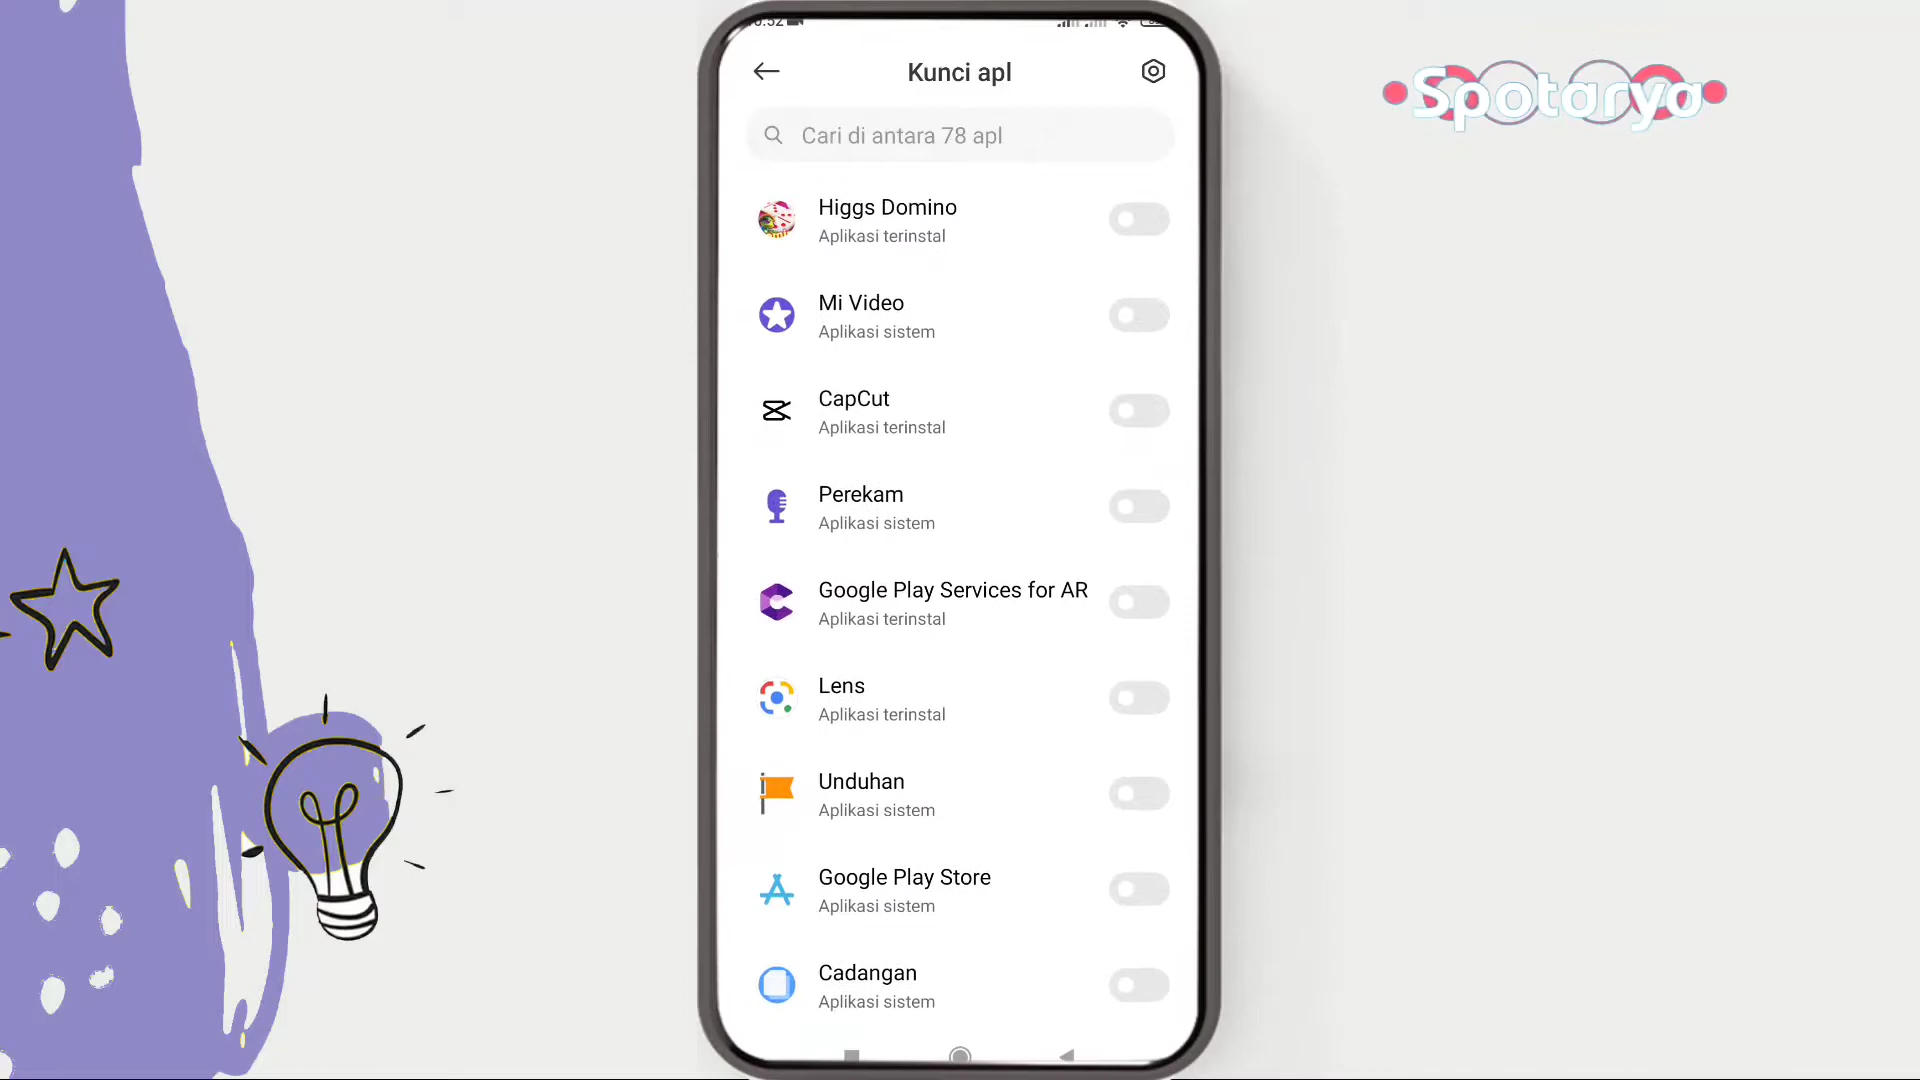 Spotarya
Kunci apl
Cari di antara 78 apl
Higgs Domino
Aplikasi terinstal
Mi Video
Aplikasi sistem
CapCut
Aplikasi terinstal
Perekam
Aplikasi sistem
Google Play Services for AR
Aplikasi terinstal
Lens
Aplikasi terinstal
Unduhan
Aplikasi sistem
Google Play Store
Aplikasi sistem
Cadangan
Aplikasi sistem